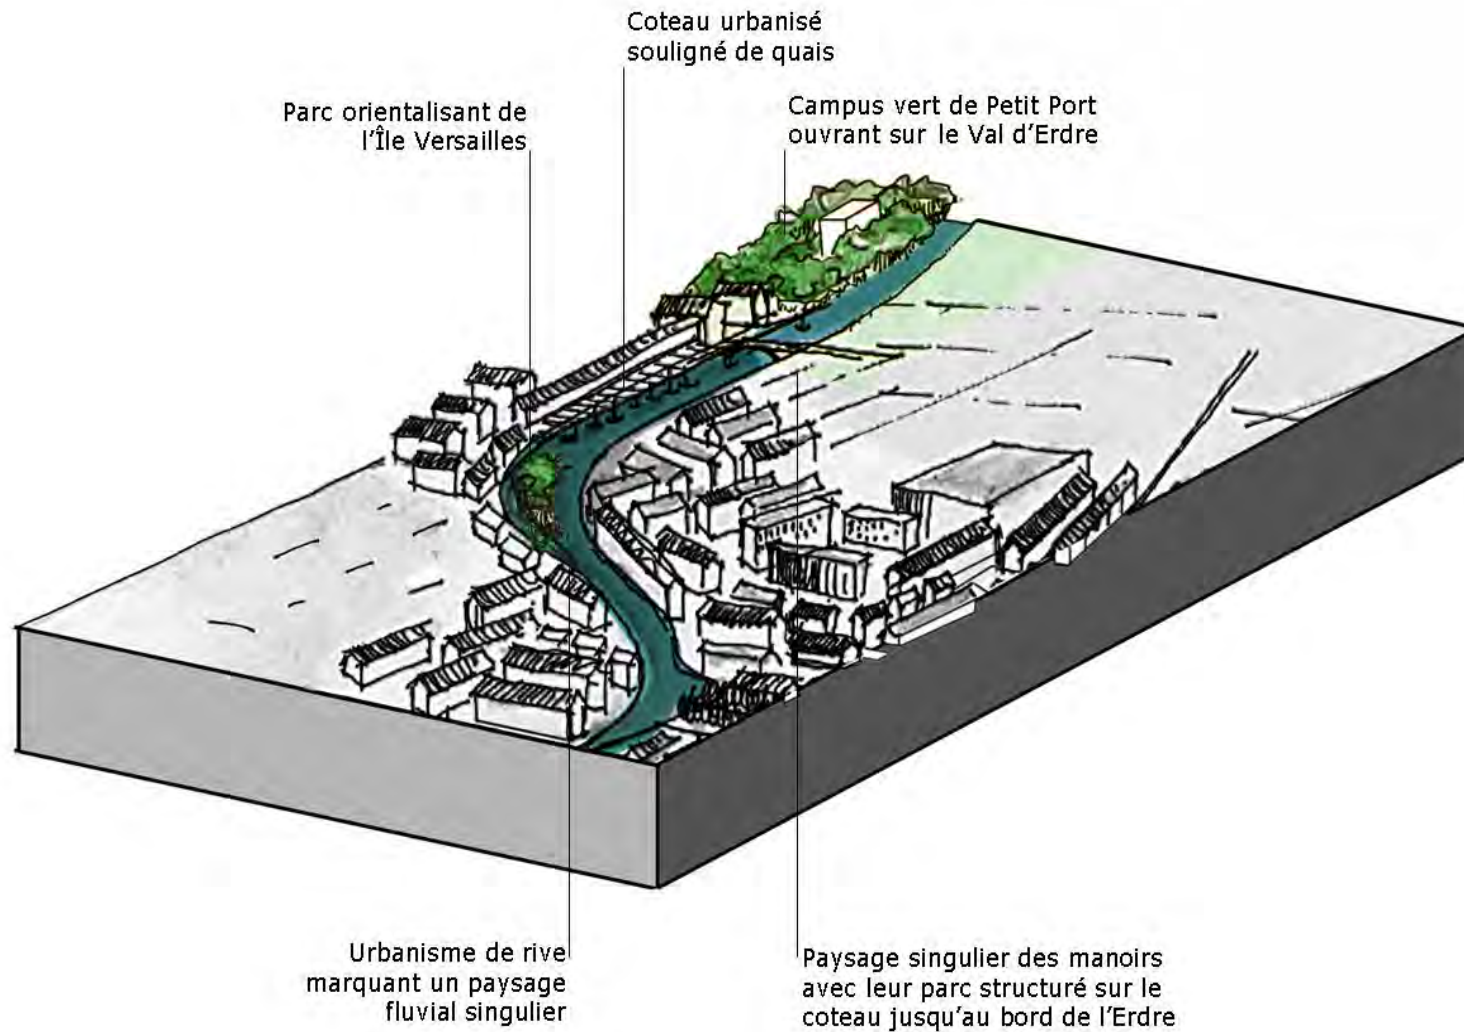 Coteau urbanisé
souligné de quais
Parc orientalisant de
l'Île Versailles
Campus vert de Petit Port
ouvrant sur le Val d'Erdre
Urbanisme de rive
marquant un paysage
fluvial singulier
Paysage singulier des manoirs
avec leur parc structuré sur le
coteau jusqu'au bord de l'Erdre